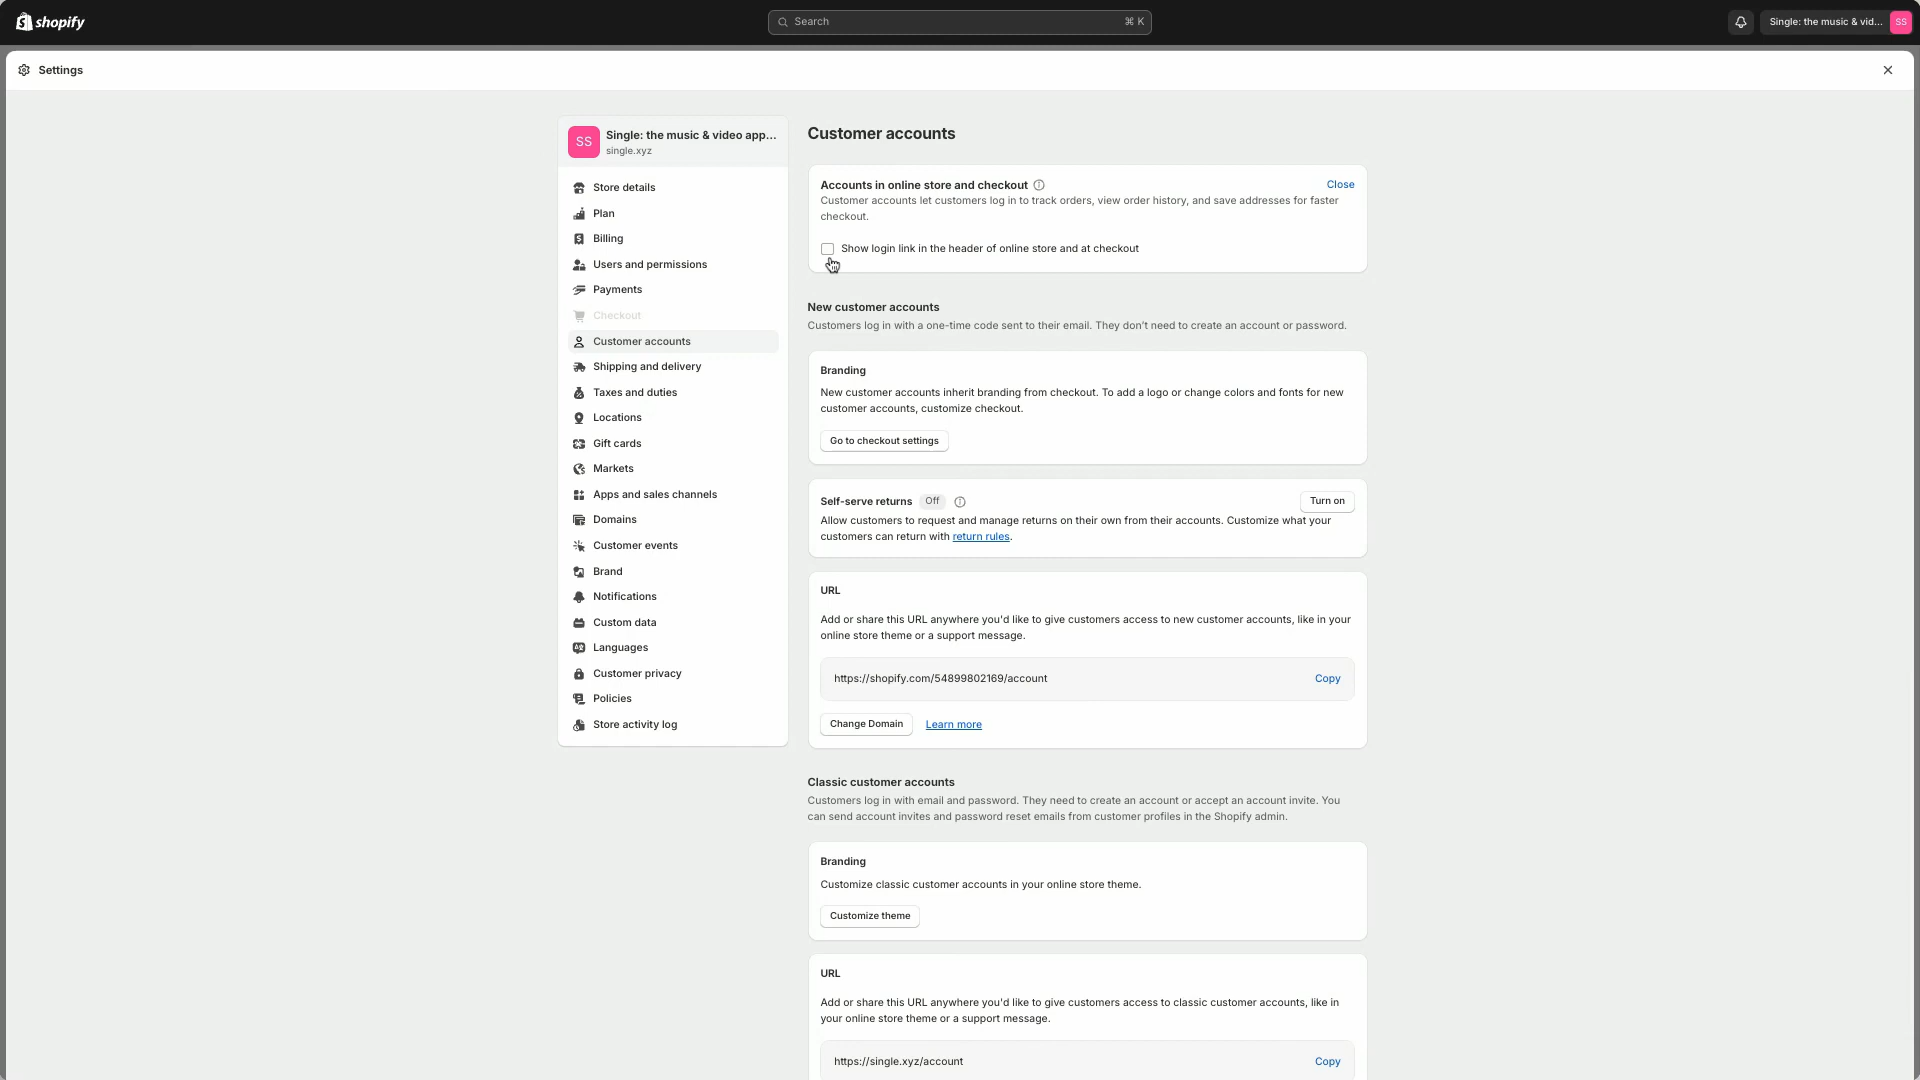 shopify
Search
⌘ K
Single: the music & vid...
SS
Settings
SS
Single: the music & video app...
single.xyz
Store details
Plan
Billing
Users and permissions
Payments
Checkout
Customer accounts
Shipping and delivery
Taxes and duties
Locations
Gift cards
Markets
Apps and sales channels
Domains
Customer events
Brand
Notifications
Custom data
Languages
Customer privacy
Policies
Store activity log
Customer accounts
Accounts in online store and checkout
Close
Customer accounts let customers log in to track orders, view order history, and save addresses for faster
checkout.
Show login link in the header of online store and at checkout
New customer accounts
Customers log in with a one-time code sent to their email. They don’t need to create an account or password.
Branding
New customer accounts inherit branding from checkout. To add a logo or change colors and fonts for new
customer accounts, customize checkout.
Go to checkout settings
Self-serve returns
Off
Turn on
Allow customers to request and manage returns on their own from their accounts. Customize what your
customers can return with return rules.
URL
Add or share this URL anywhere you'd like to give customers access to new customer accounts, like in your
online store theme or a support message.
https://shopify.com/54899802169/account
Copy
Change Domain
Learn more
Classic customer accounts
Customers log in with email and password. They need to create an account or accept an account invite. You
can send account invites and password reset emails from customer profiles in the Shopify admin.
Branding
Customize classic customer accounts in your online store theme.
Customize theme
URL
Add or share this URL anywhere you'd like to give customers access to classic customer accounts, like in
your online store theme or a support message.
https://single.xyz/account
Copy